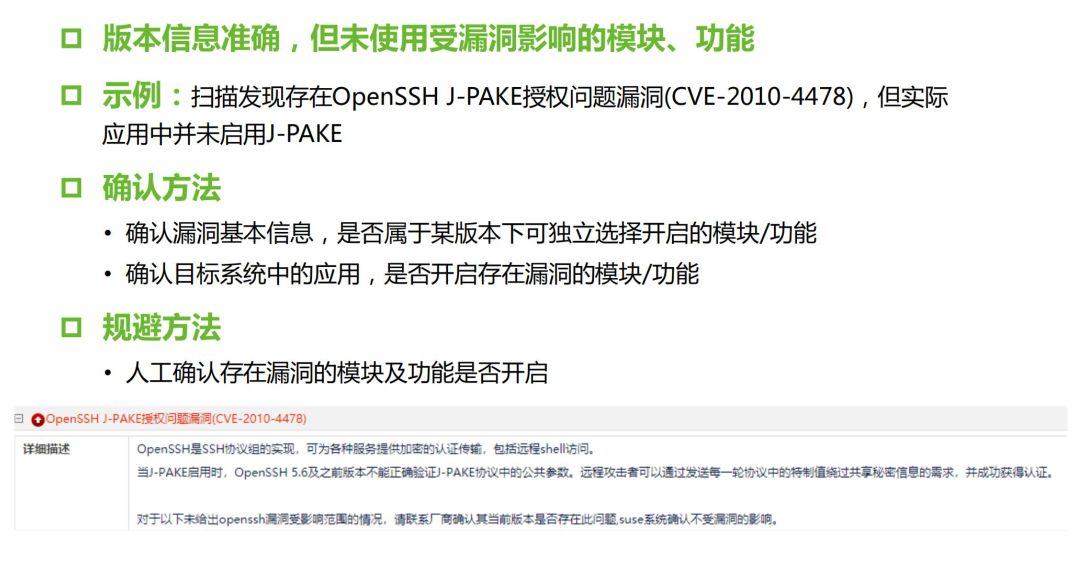 版本信息准确，但未使用受漏洞影响的模块、功能
示例：扫描发现存在OpenSSH J-PAKE授权问题漏洞(CVE-2010-4478)，但实际
应用中并未启用J-PAKE
确认方法
• 确认漏洞基本信息，是否属于某版本下可独立选择开启的模块/功能
• 确认目标系统中的应用，是否开启存在漏洞的模块/功能
规避方法
• 人工确认存在漏洞的模块及功能是否开启
OpenSSH J-PAKE授权问题漏洞(CVE-2010-4478)
详细描述
OpenSSH是SSH协议组的实现，可为各种服务提供加密的认证传输，包括远程shell访问。
当J-PAKE启用时，OpenSSH 5.6及之前版本不能正确验证J-PAKE协议中的公共参数。远程攻击者可以通过发送每一轮协议中的特制值绕过共享秘密信息的需求，并成功获得认证。
对于以下未给出openssh漏洞受影响范围的情况，请联系厂商确认其当前版本是否存在此问题,suse系统确认不受漏洞的影响。